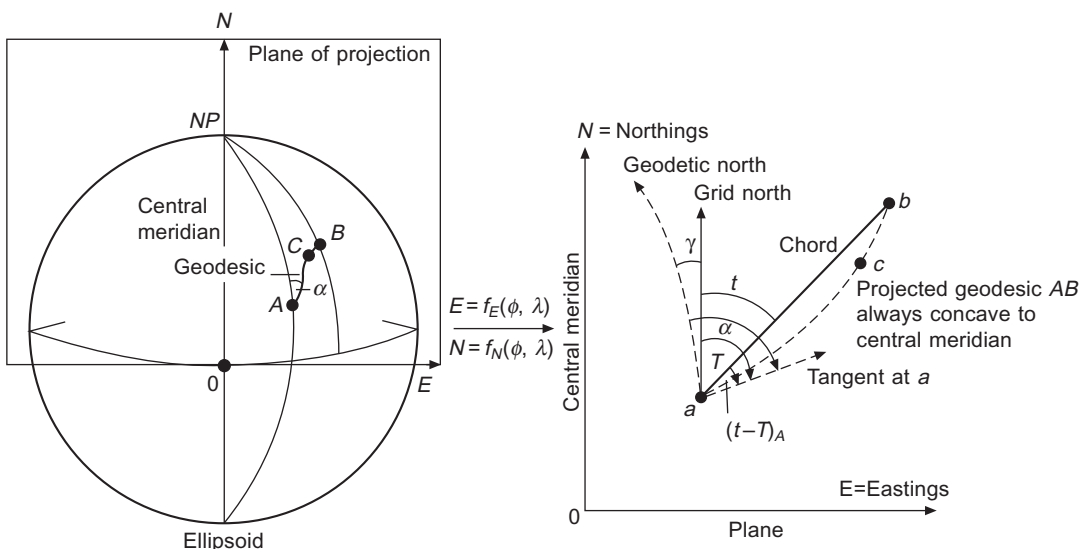 N
Plane of projection
NP
Central
meridian
C
B
Geodesic
α
A
0
E
Ellipsoid
E = f_E(ϕ, λ)
N = f_N(ϕ, λ)
N = Northings
Geodetic north
Grid north
γ
b
Chord
c
t
Projected geodesic AB
always concave to
central meridian
α
T
Tangent at a
a
(t–T)_A
Central meridian
E=Eastings
0
Plane